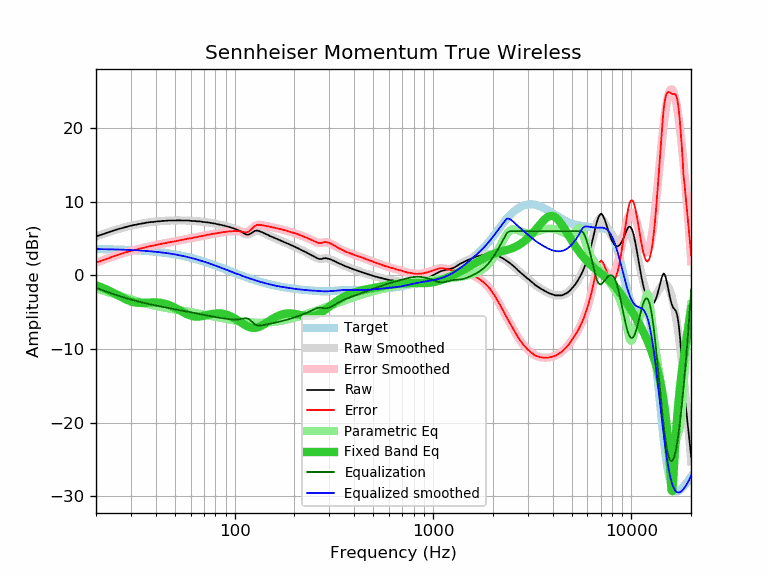 Sennheiser Momentum True Wireless
Amplitude (dBr)
20
10
0
−10
−20
−30
Target
Raw Smoothed
Error Smoothed
Raw
Error
Parametric Eq
Fixed Band Eq
Equalization
Equalized smoothed
100
1000
10000
Frequency (Hz)